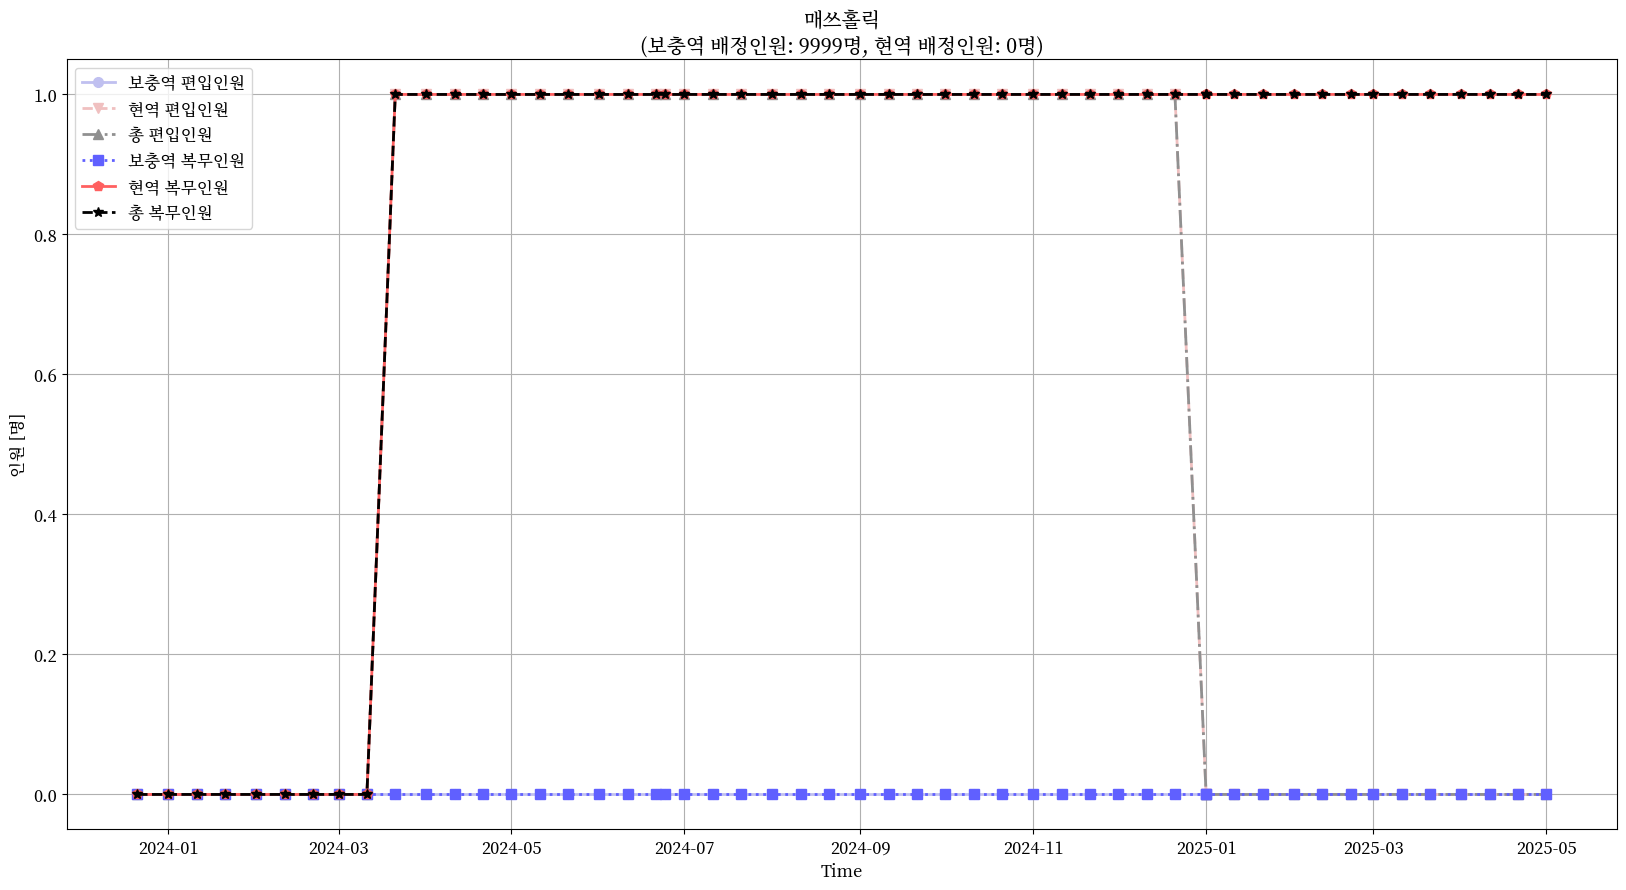 매쓰홀릭
(보충역 배정인원: 9999명, 현역 배정인원: 0명)
보충역 편입인원
현역 편입인원
총 편입인원
보충역 복무인원
현역 복무인원
총 복무인원
인원 [명]
1.0
0.8
0.6
0.4
0.2
0.0
2024-01
2024-03
2024-05
2024-07
2024-09
2024-11
2025-01
2025-03
2025-05
Time